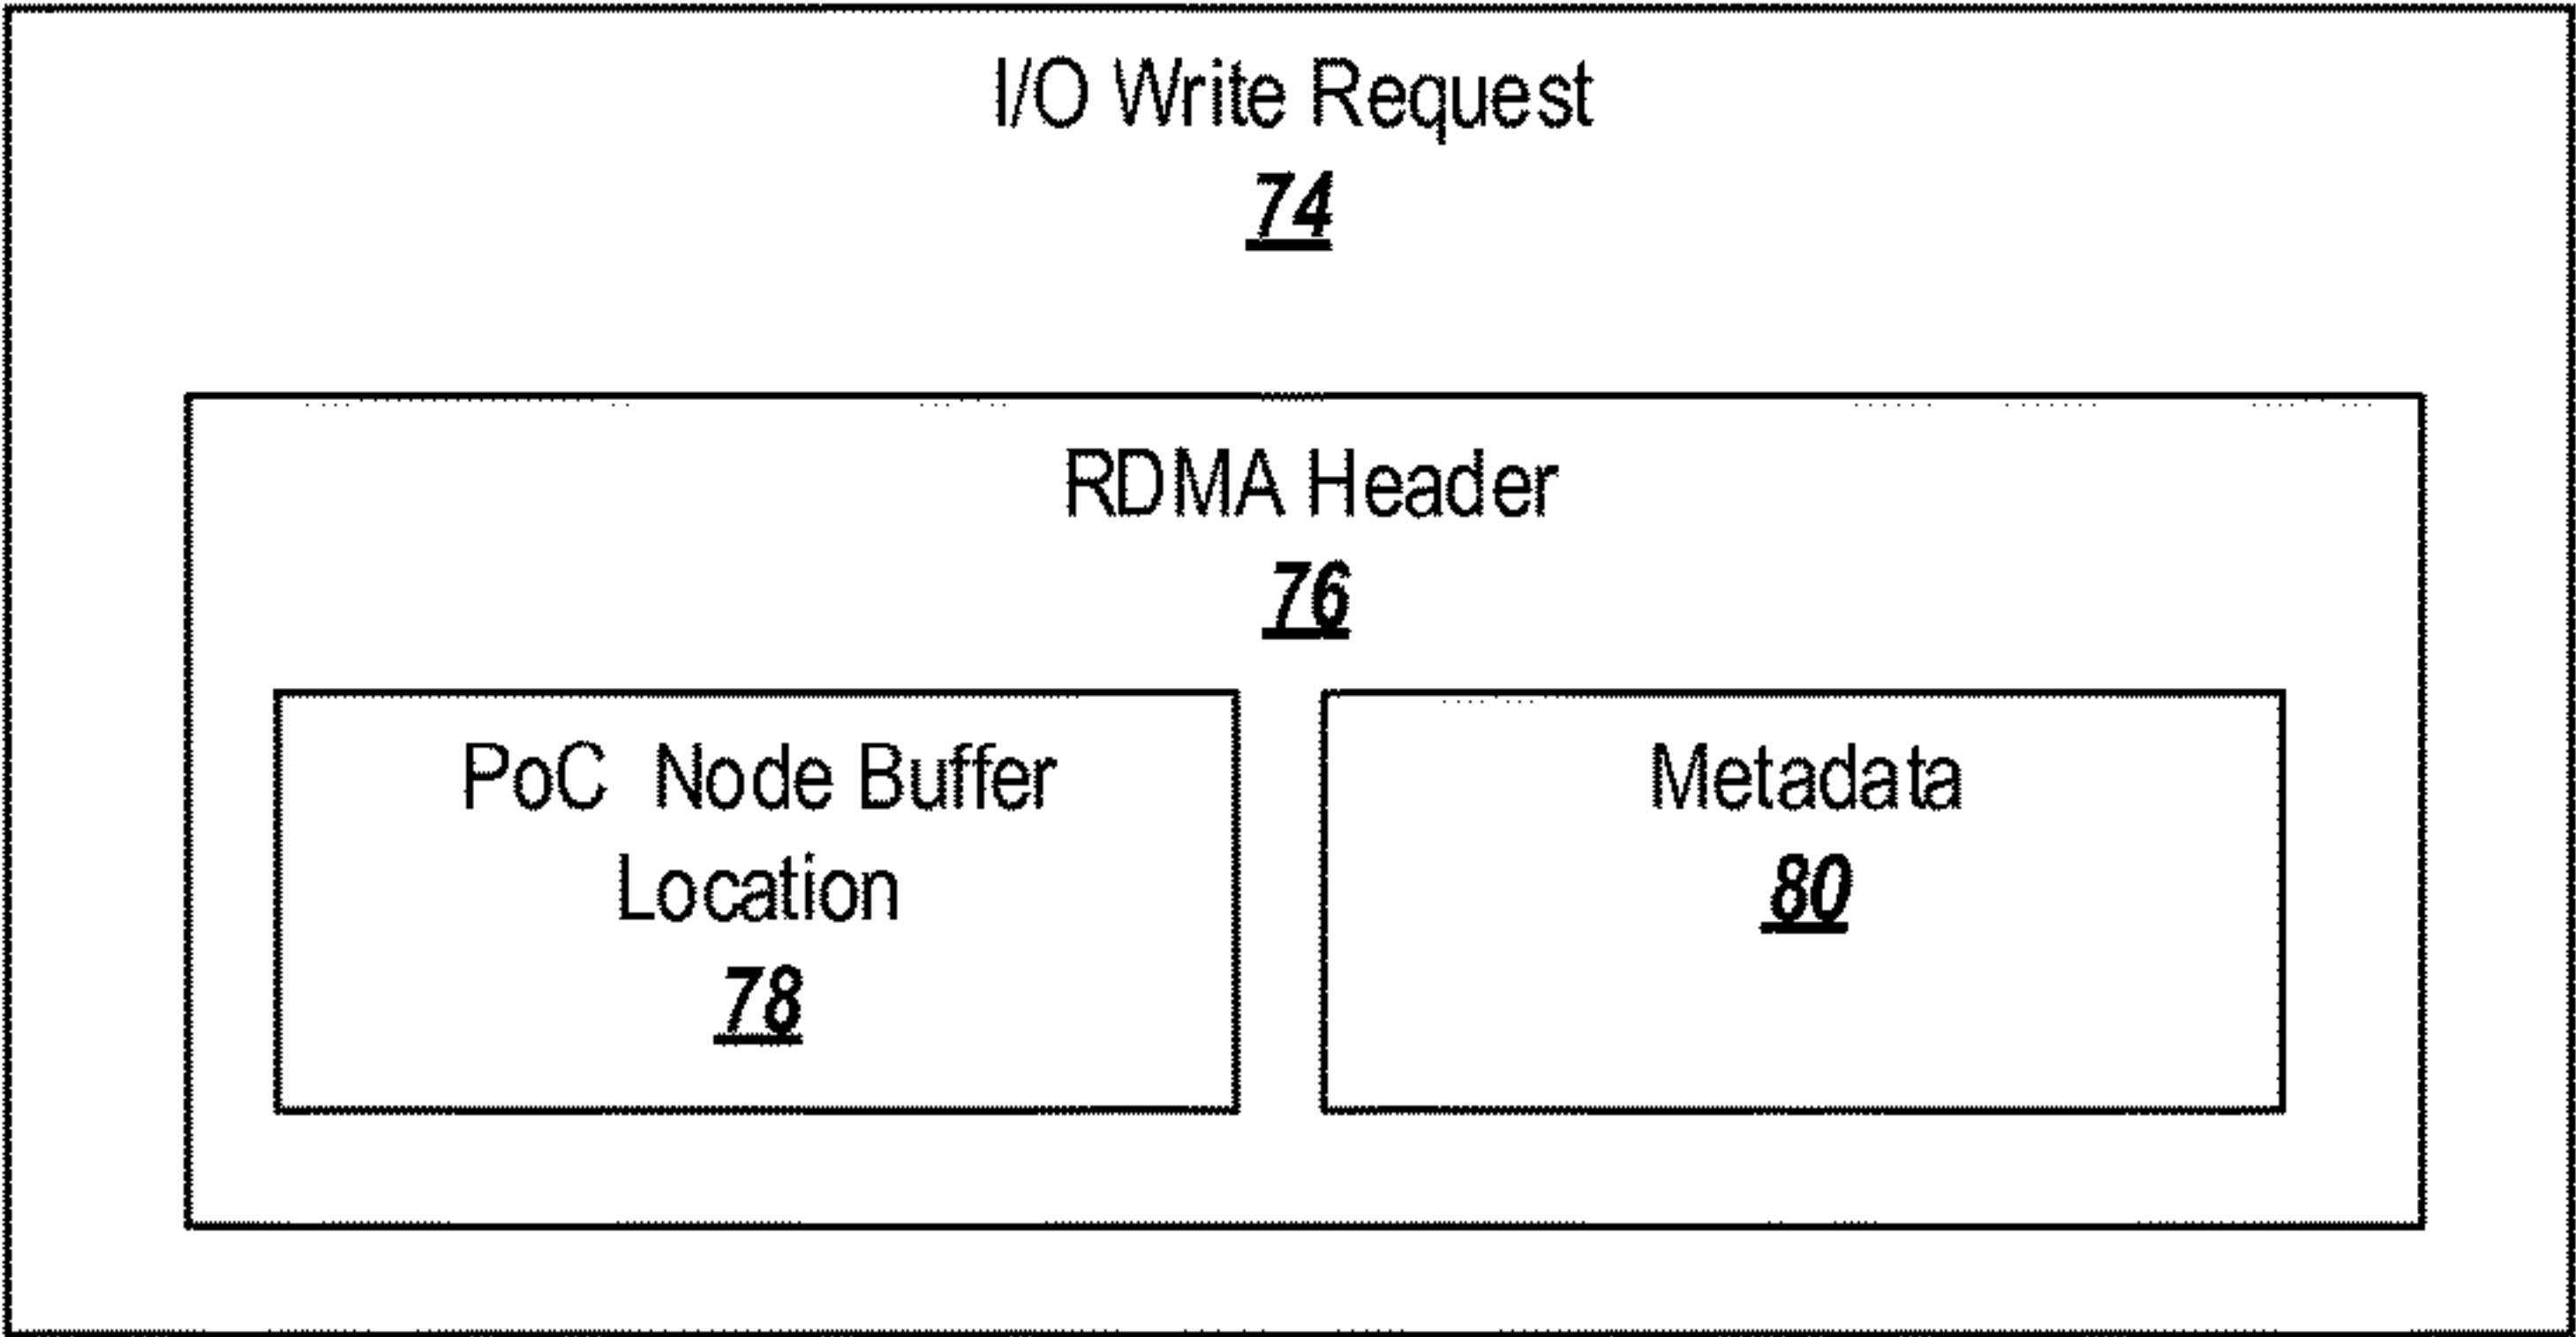 I/O Write Request
74
RDMA Header
76
PoC Node Buffer
Location
78
Metadata
80